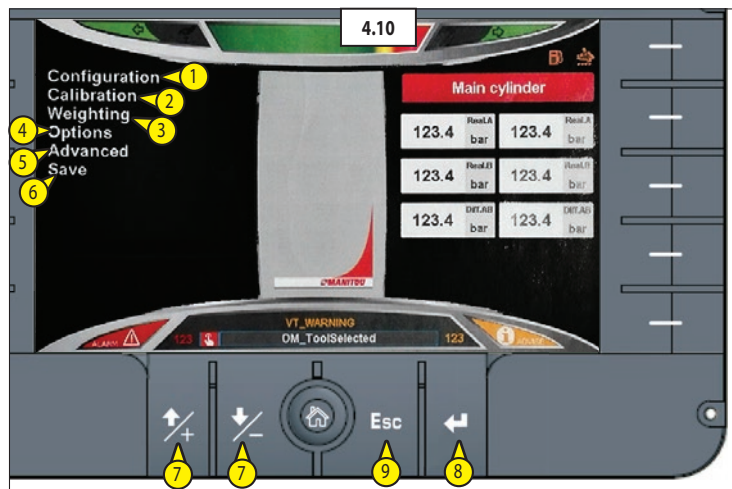 4.10
Configuration
1
Calibration
2
Weighting
3
4
Options
5
Advanced
Save
6
Main cylinder
123.4 Real.A bar
123.4 Real.A bar
123.4 Real.B bar
123.4 Real.B bar
123.4 Diff.AB bar
123.4 Diff.AB bar
MANITOU
VT_WARNING
ALARM
123
OM_ToolSelected
123
ADVICE
+
−
Esc
7
7
9
8